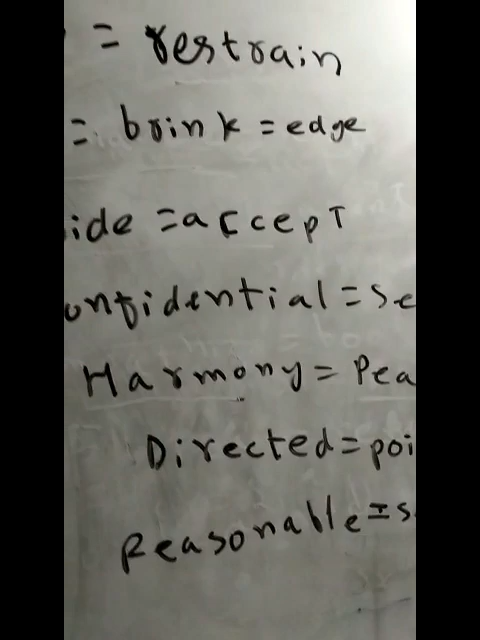 = restrain
= brink = edge
ide = accept
onfidential = se
Harmony = Pea
Directed = poi
Reasonable = s